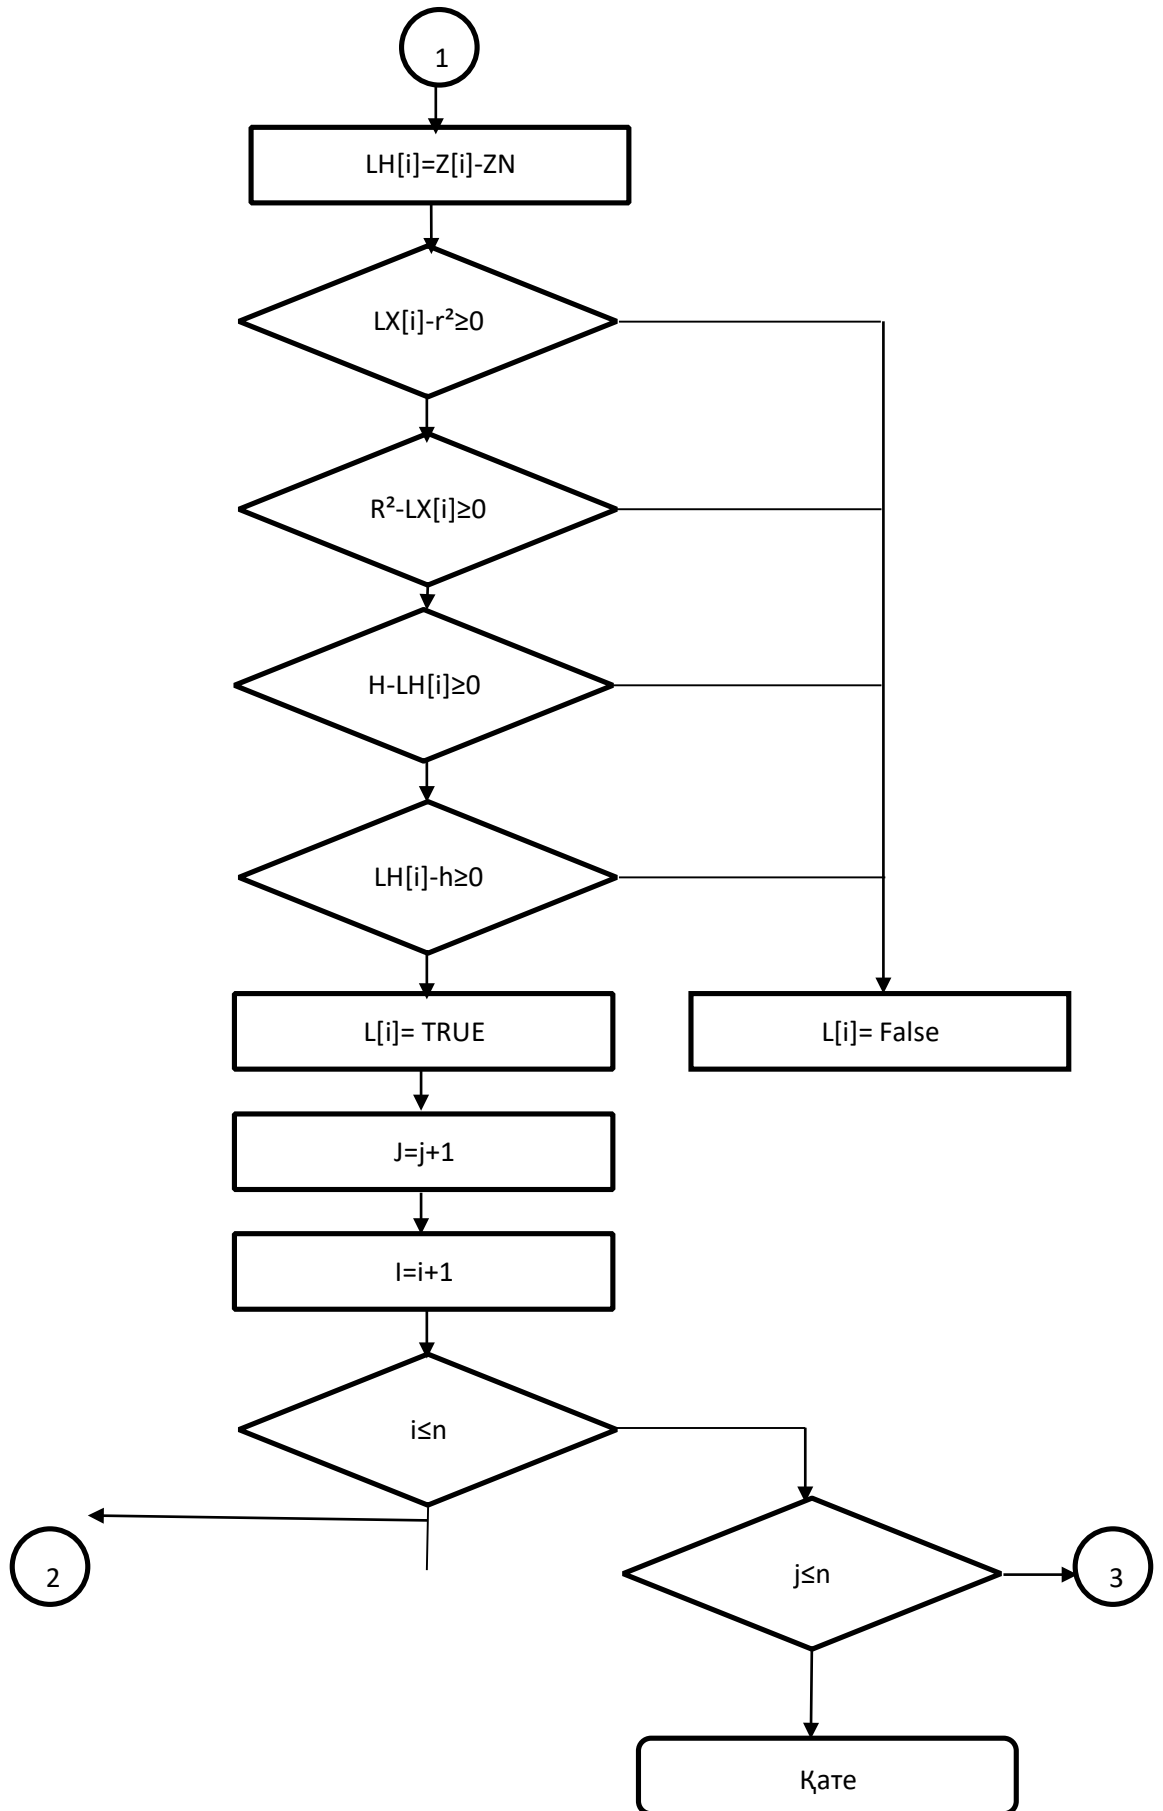 1
LH[i]=Z[i]-ZN
LX[i]-r²≥0
R²-LX[i]≥0
H-LH[i]≥0
LH[i]-h≥0
L[i]= TRUE
L[i]= False
J=j+1
I=i+1
i≤n
2
j≤n
3
Қате